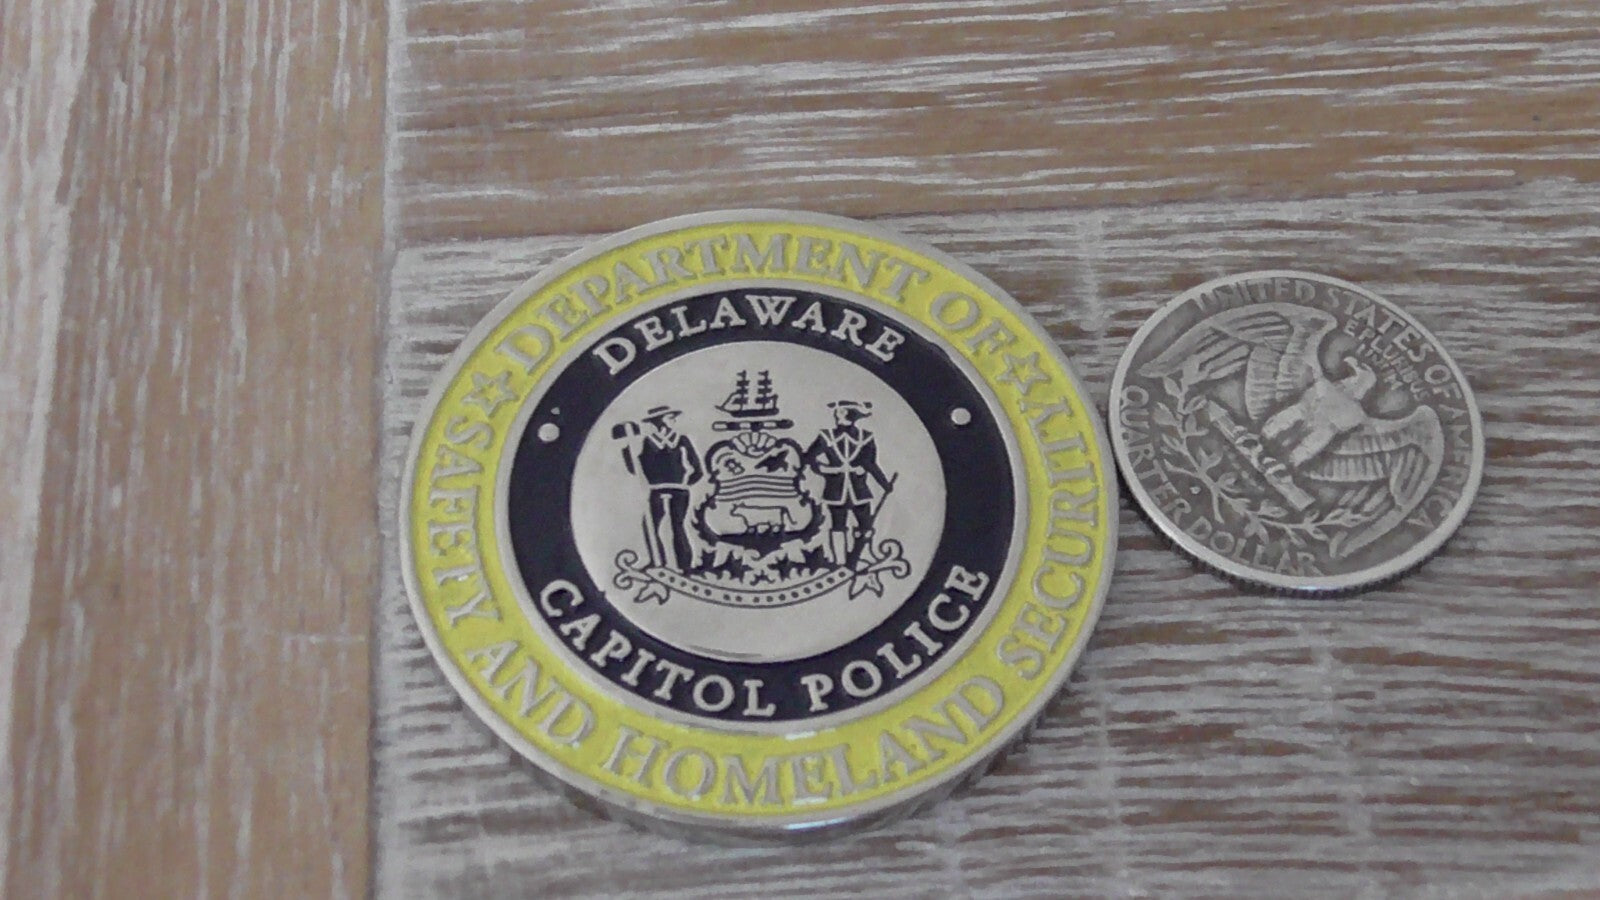 DEPARTMENT OF
SAFETY AND HOMELAND SECURITY
DELAWARE
CAPITOL POLICE
UNITED STATES OF AMERICA
E PLURIBUS
UNUM
QUARTER DOLLAR